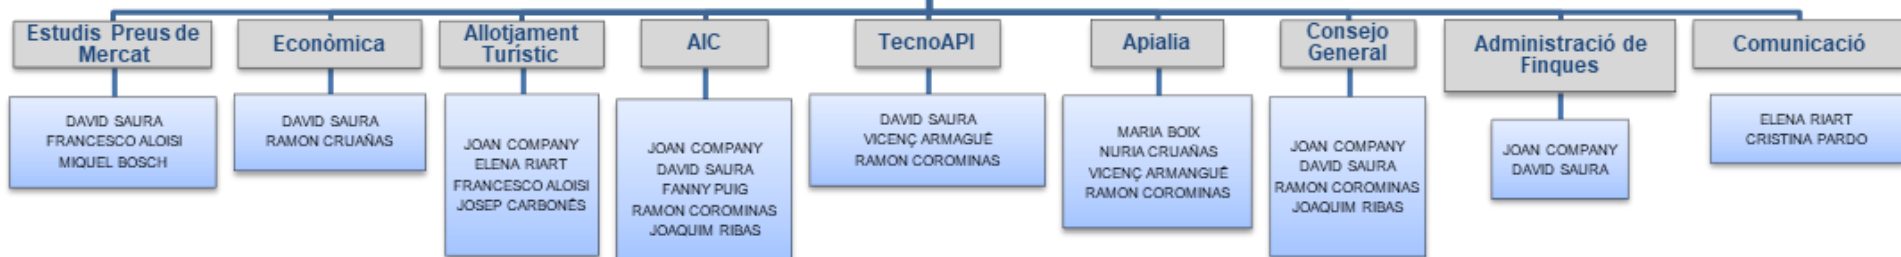 Estudis Preus de
Mercat
DAVID SAURA
FRANCESCO ALOISI
MIQUEL BOSCH
Econòmica
DAVID SAURA
RAMON CRUAÑAS
Allotjament
Turístic
JOAN COMPANY
ELENA RIART
FRANCESCO ALOISI
JOSEP CARBONÉS
AIC
JOAN COMPANY
DAVID SAURA
FANNY PUIG
RAMON COROMINAS
JOAQUIM RIBAS
TecnoAPI
DAVID SAURA
VICENÇ ARMAGUÉ
RAMON COROMINAS
Apialia
MARIA BOIX
NURIA CRUAÑAS
VICENÇ ARMANGUÉ
RAMON COROMINAS
Consejo
General
JOAN COMPANY
DAVID SAURA
RAMON COROMINAS
JOAQUIM RIBAS
Administració de
Finques
JOAN COMPANY
DAVID SAURA
Comunicació
ELENA RIART
CRISTINA PARDO